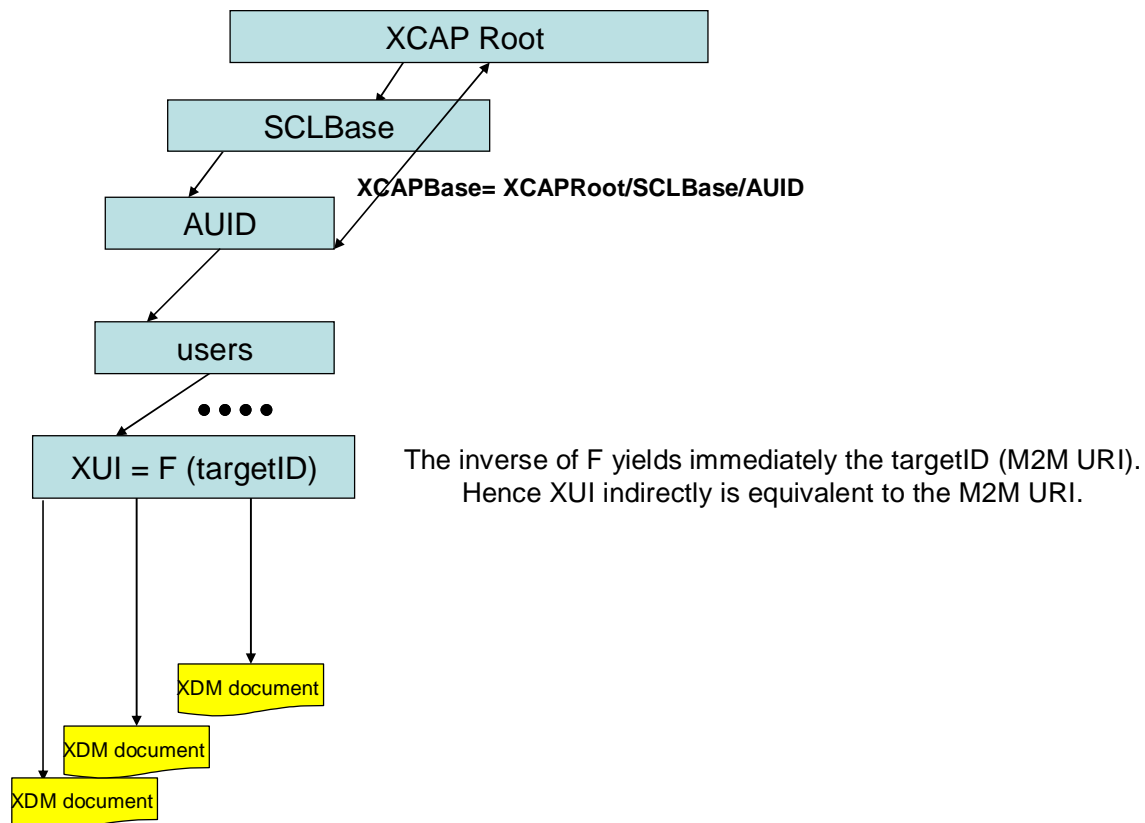 XCAP Root
SCLBase
XCAPBase= XCAPRoot/SCLBase/AUID
AUID
users
XUI = F (targetID)
The inverse of F yields immediately the targetID (M2M URI).
Hence XUI indirectly is equivalent to the M2M URI.
XDM document
XDM document
XDM document